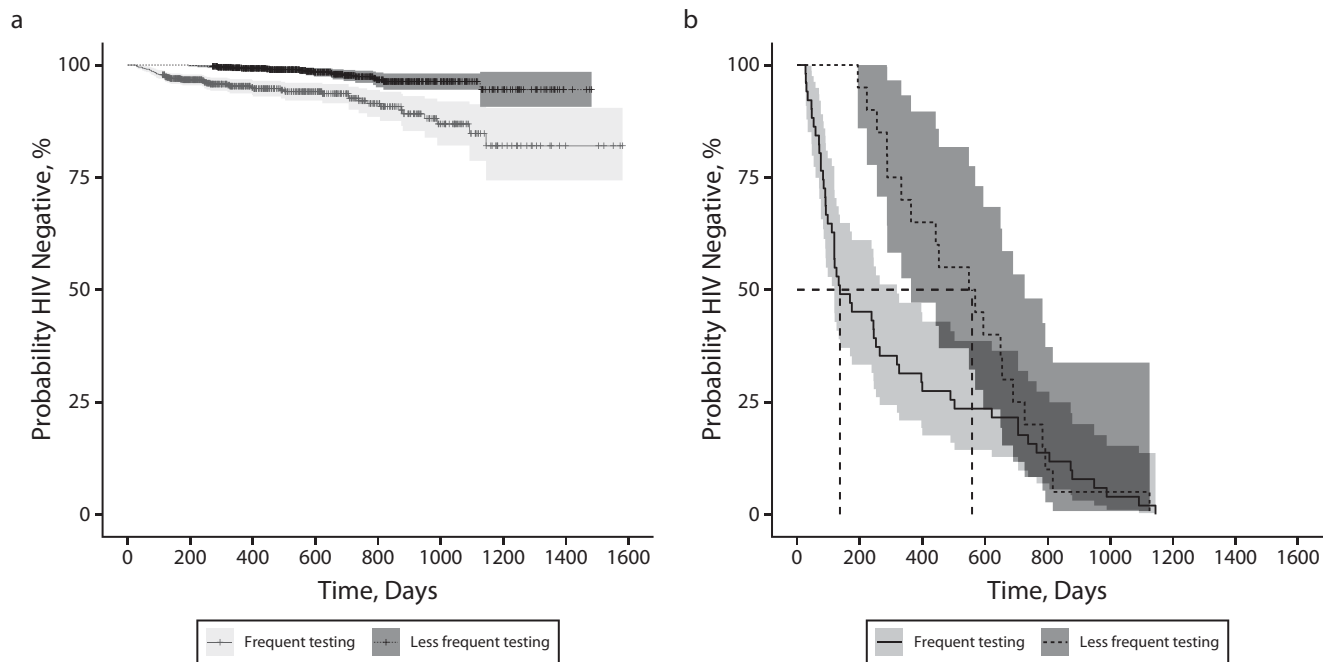 a
Probability HIV Negative, %
100
75
50
25
0
0 200 400 600 800 1000 1200 1400 1600
Time, Days
Frequent testing Less frequent testing
b
Probability HIV Negative, %
100
75
50
25
0
0 200 400 600 800 1000 1200 1400 1600
Time, Days
Frequent testing Less frequent testing